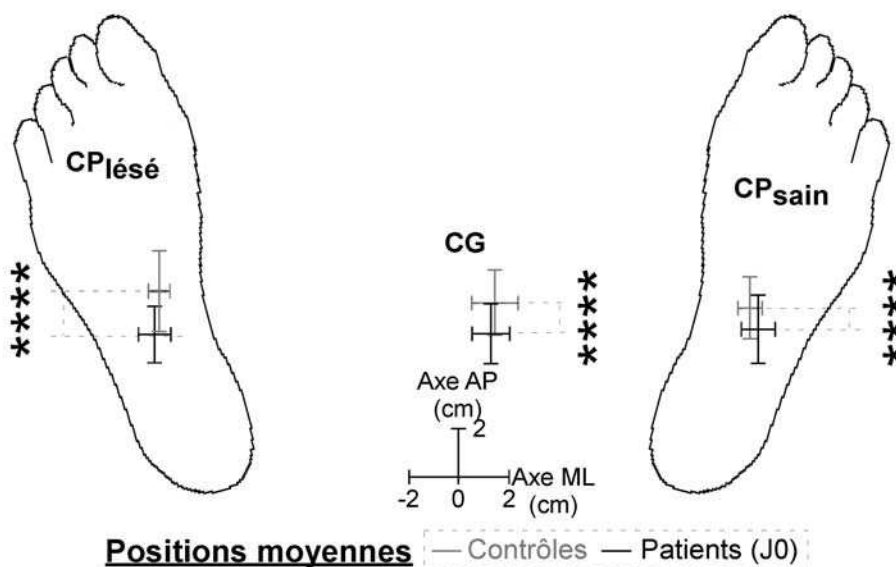 CPlésé
CPsain
CG
****
****
****
Axe AP
(cm)
2
Axe ML
(cm)
-2 0 2
Positions moyennes Contrôles Patients (J0)